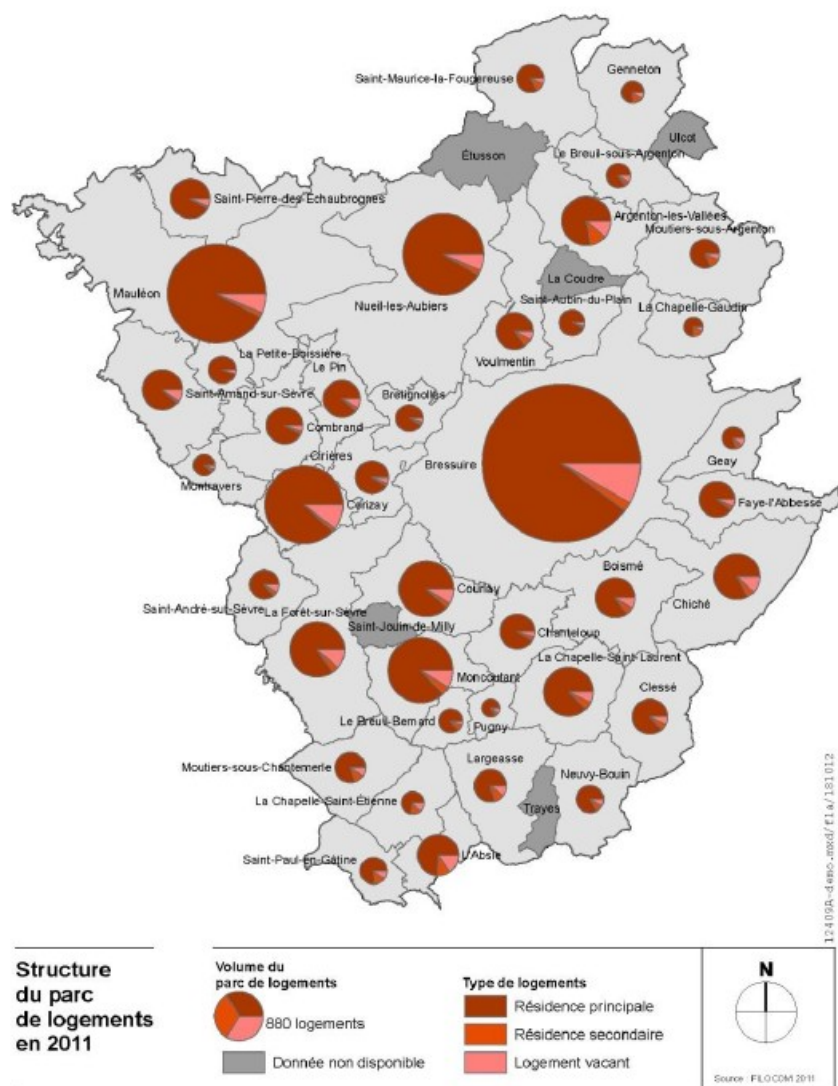 Saint-Maurice-la-Fougereuse
Genneton
Ulcot
Étusson
Le Breuil-sous-Argenton
Saint-Pierre-des-Echaubrognes
Argenton-les-Vallées
Moutiers-sous-Argenton
Mauléon
La Coudre
Nueil-les-Aubiers
Saint-Aubin-du-Plain
La Chapelle-Gaudin
Voulmentin
La Petite-Boissière
Le Pin
Saint-Amand-sur-Sèvre
Bretignolles
Combrand
Cirières
Bressuire
Geay
Montravers
Cerizay
Faye-l'Abbesse
Boismé
Saint-André-sur-Sèvre
Courlay
Chiché
La Forêt-sur-Sèvre
Saint-Jouin-de-Milly
Chanteloup
La Chapelle-Saint-Laurent
Moncoutant
Clessé
Le Breuil-Bernard
Pugny
Largeasse
Moutiers-sous-Chantemerle
Neuvy-Bouin
La Chapelle-Saint-Étienne
Trayes
L'Absie
Saint-Paul-en-Gâtine
12409A-demo.mxd/f1a/181012
Structure
du parc
de logements
en 2011
Volume du
parc de logements
880 logements
Donnée non disponible
Type de logements
Résidence principale
Résidence secondaire
Logement vacant
N
Source : FILOCOM 2011